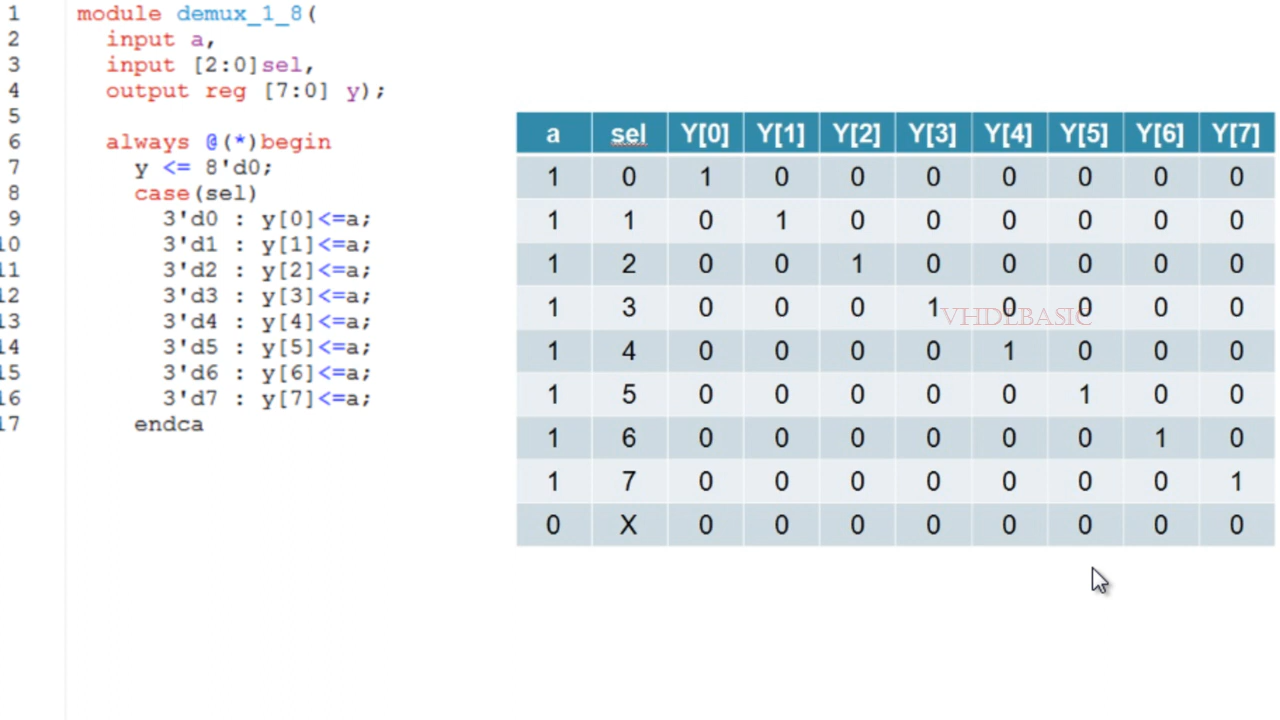 1 module demux_1_8(
2 input a,
3 input [2:0]sel,
4 output reg [7:0] y);
5
6 always @(*)begin
7 y <= 8'd0;
8 case(sel)
9 3'd0 : y[0]<=a;
10 3'd1 : y[1]<=a;
11 3'd2 : y[2]<=a;
12 3'd3 : y[3]<=a;
13 3'd4 : y[4]<=a;
14 3'd5 : y[5]<=a;
15 3'd6 : y[6]<=a;
16 3'd7 : y[7]<=a;
17 endca
a sel Y[0] Y[1] Y[2] Y[3] Y[4] Y[5] Y[6] Y[7]
1 0 1 0 0 0 0 0 0 0
1 1 0 1 0 0 0 0 0 0
1 2 0 0 1 0 0 0 0 0
1 3 0 0 0 1 0 0 0 0
VHDLBASIC
1 4 0 0 0 0 1 0 0 0
1 5 0 0 0 0 0 1 0 0
1 6 0 0 0 0 0 0 1 0
1 7 0 0 0 0 0 0 0 1
0 X 0 0 0 0 0 0 0 0